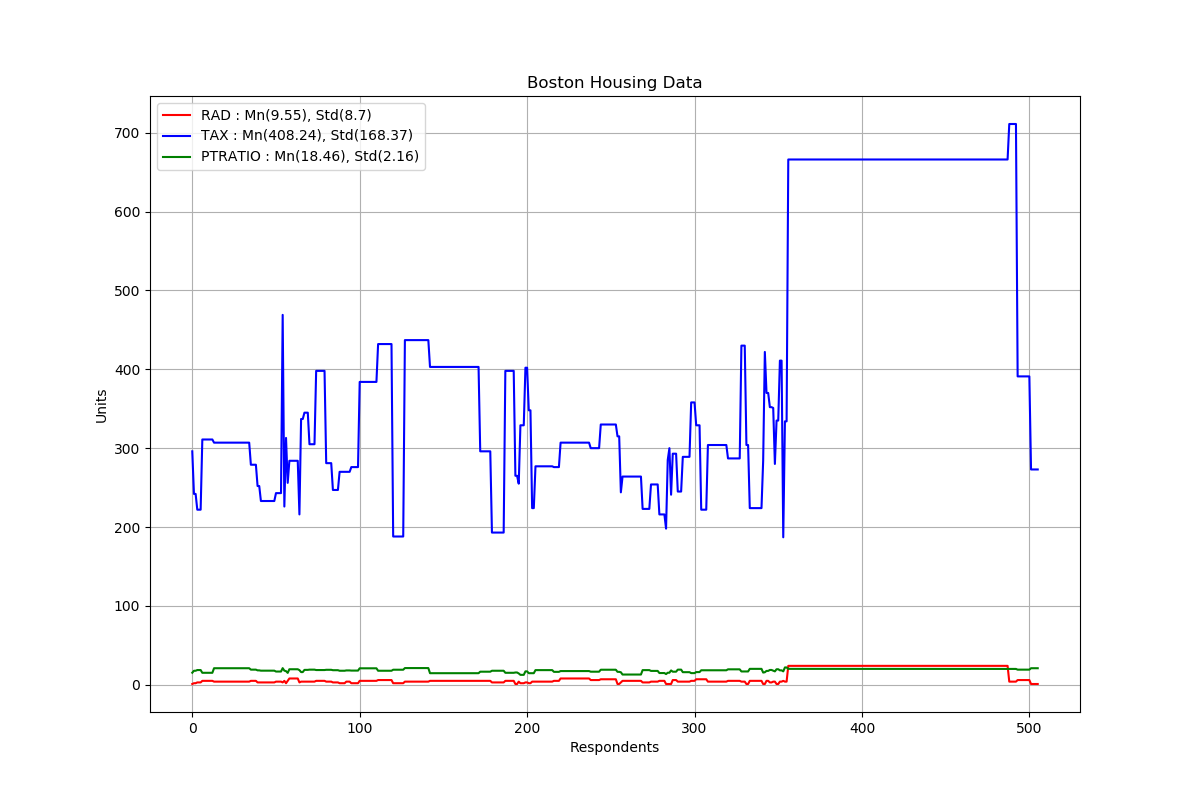 Boston Housing Data
RAD : Mn(9.55), Std(8.7)
TAX : Mn(408.24), Std(168.37)
PTRATIO : Mn(18.46), Std(2.16)
700
600
500
400
300
200
100
0
Units
0 100 200 300 400 500
Respondents